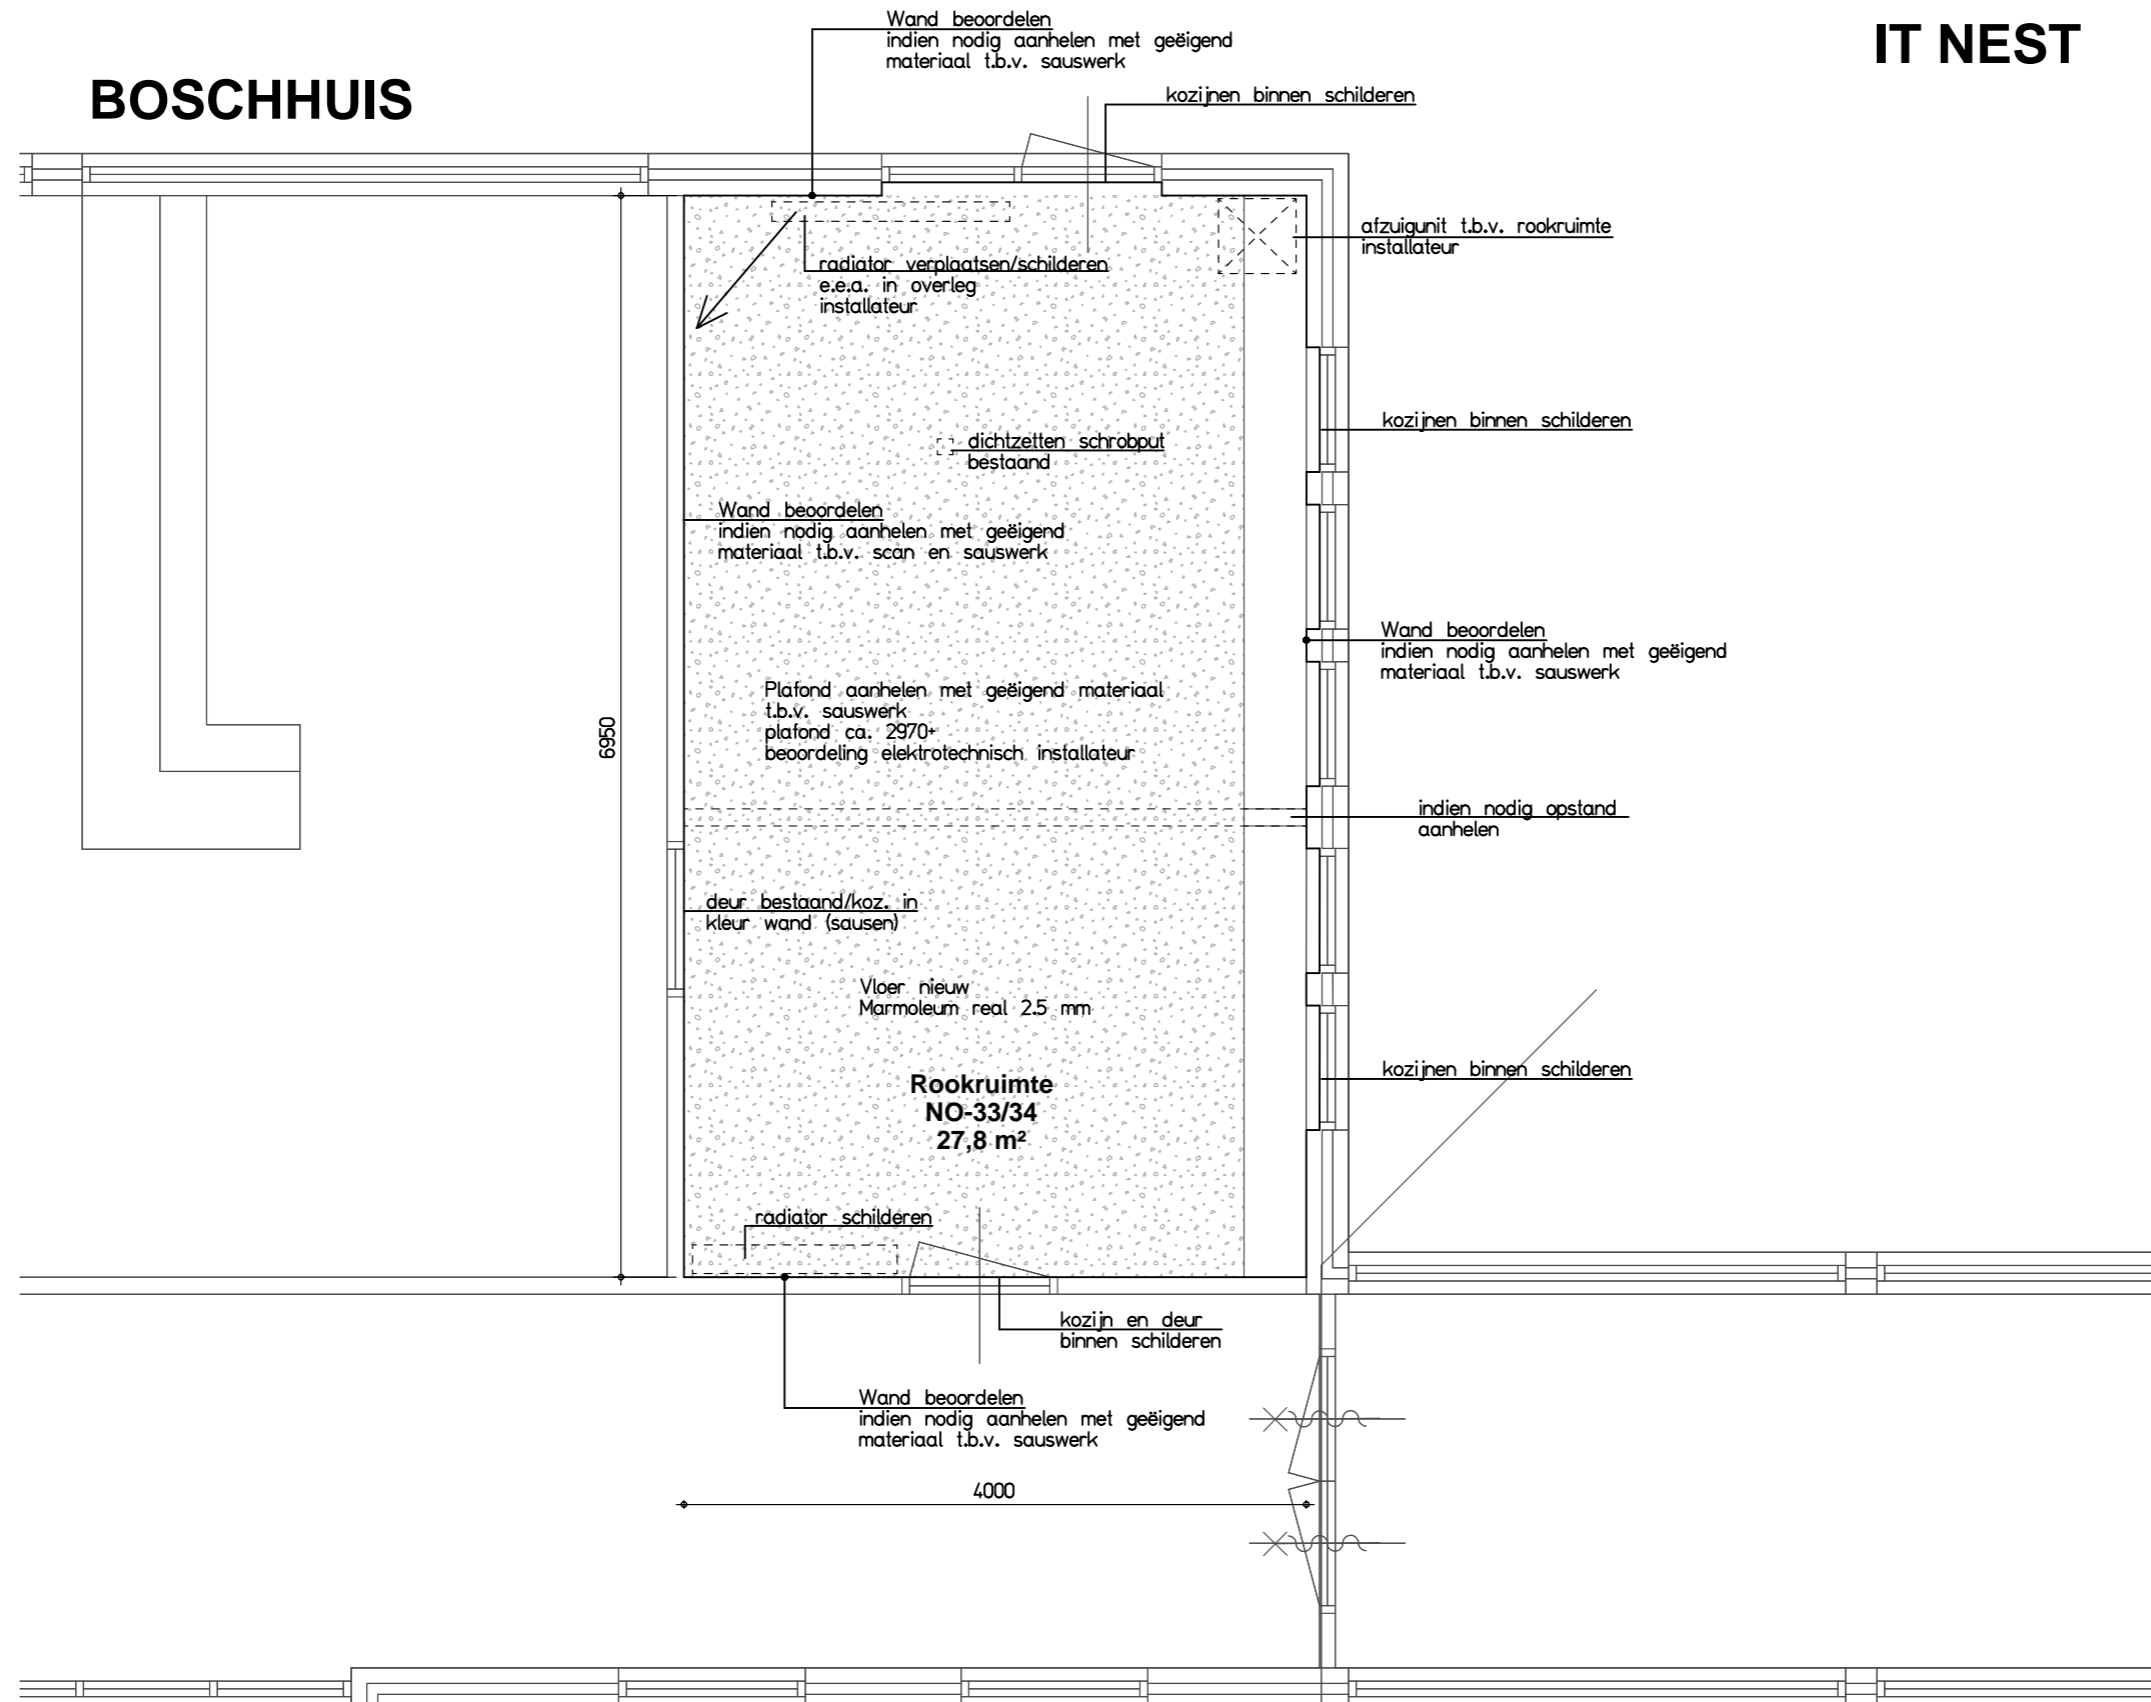 Wand beoordelen
indien nodig aanhelen met geëigend
materiaal t.b.v. sauswerk
IT NEST
BOSCHHUIS
kozijnen binnen schilderen
afzuigunit t.b.v. rookruimte
installateur
radiator verplaatsen/schilderen
e.e.a. in overleg
installateur
kozijnen binnen schilderen
dichtzetten schrobput
bestaand
Wand beoordelen
indien nodig aanhelen met geëigend
materiaal t.b.v. scan en sauswerk
Wand beoordelen
indien nodig aanhelen met geëigend
materiaal t.b.v. sauswerk
Plafond aanhelen met geëigend materiaal
t.b.v. sauswerk
plafond ca. 2970+
beoordeling elektrotechnisch installateur
6950
indien nodig opstand
aanhelen
deur bestaand/koz. in
kleur wand (sausen)
Vloer nieuw
Marmoleum real 2.5 mm
kozijnen binnen schilderen
Rookruimte
NO-33/34
27,8 m²
radiator schilderen
kozijn en deur
binnen schilderen
Wand beoordelen
indien nodig aanhelen met geëigend
materiaal t.b.v. sauswerk
4000